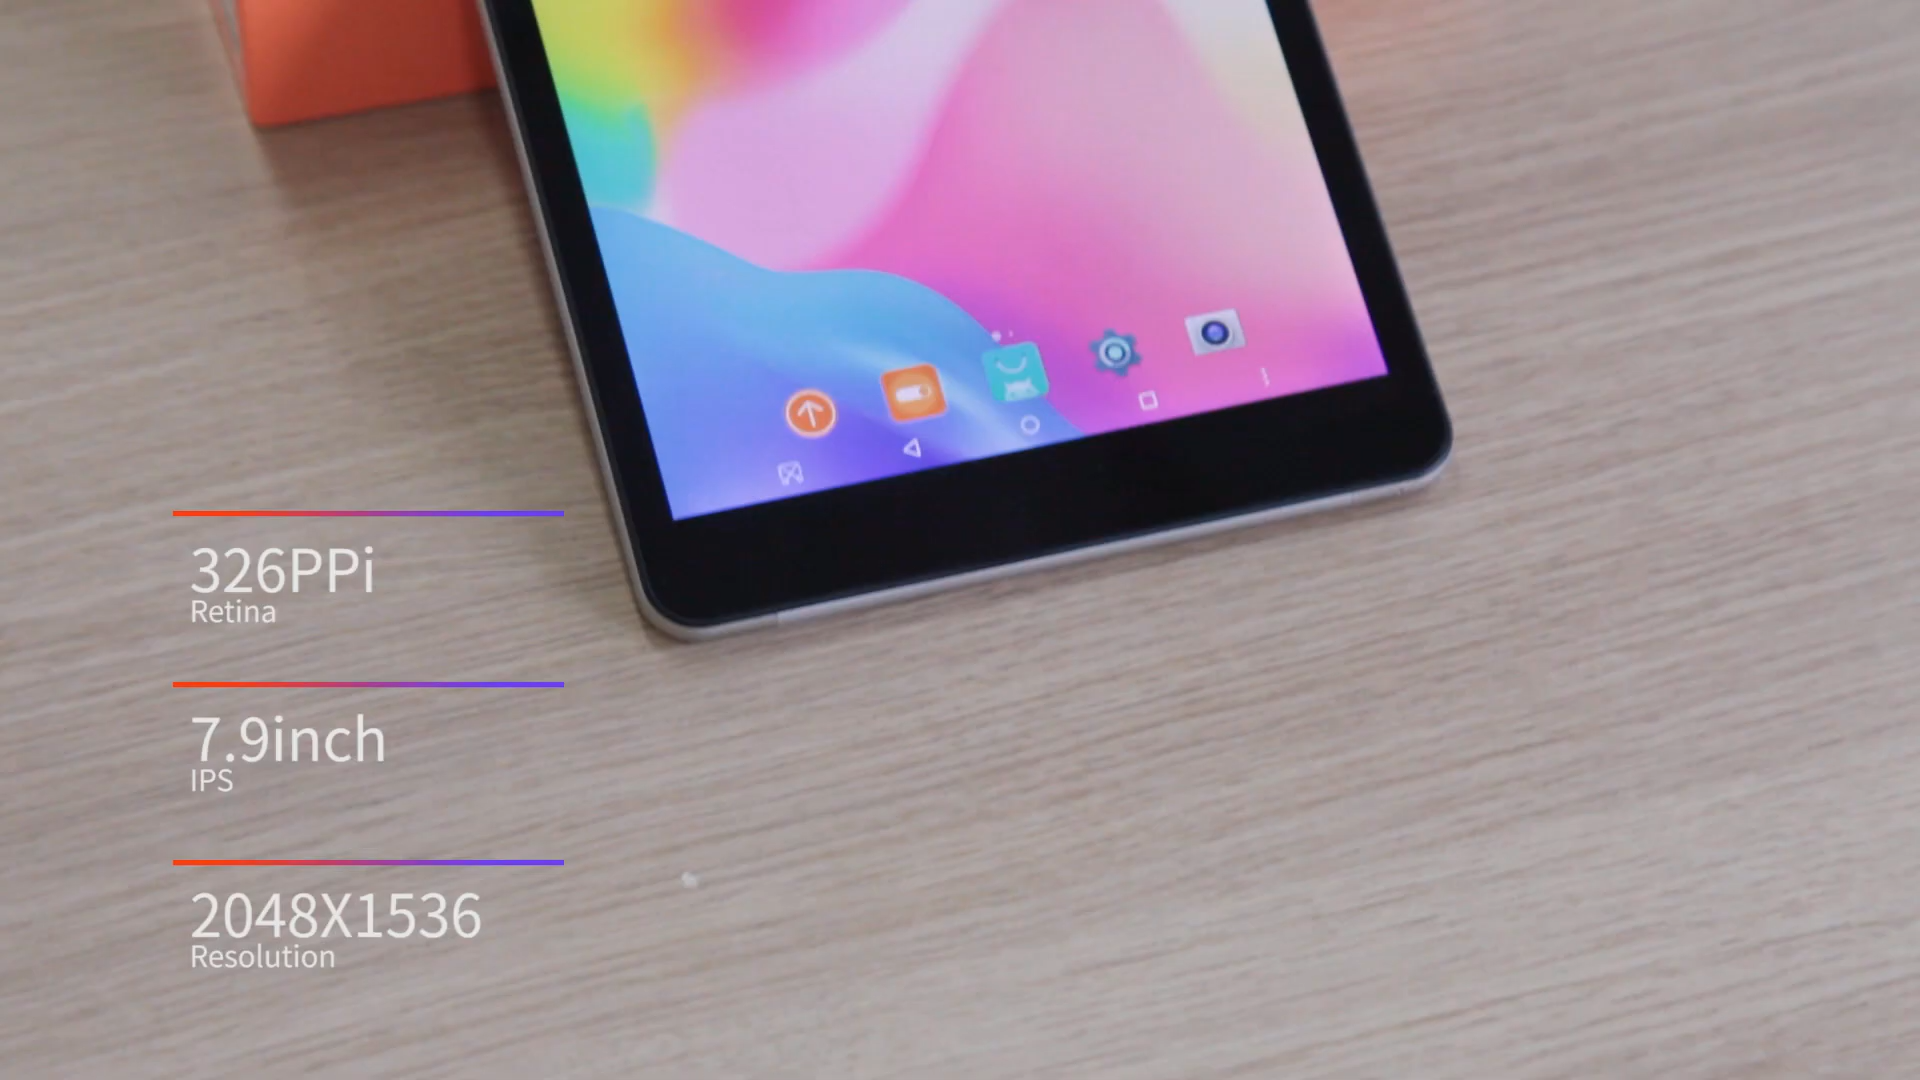 326PPi
Retina
7.9inch
IPS
2048X1536
Resolution